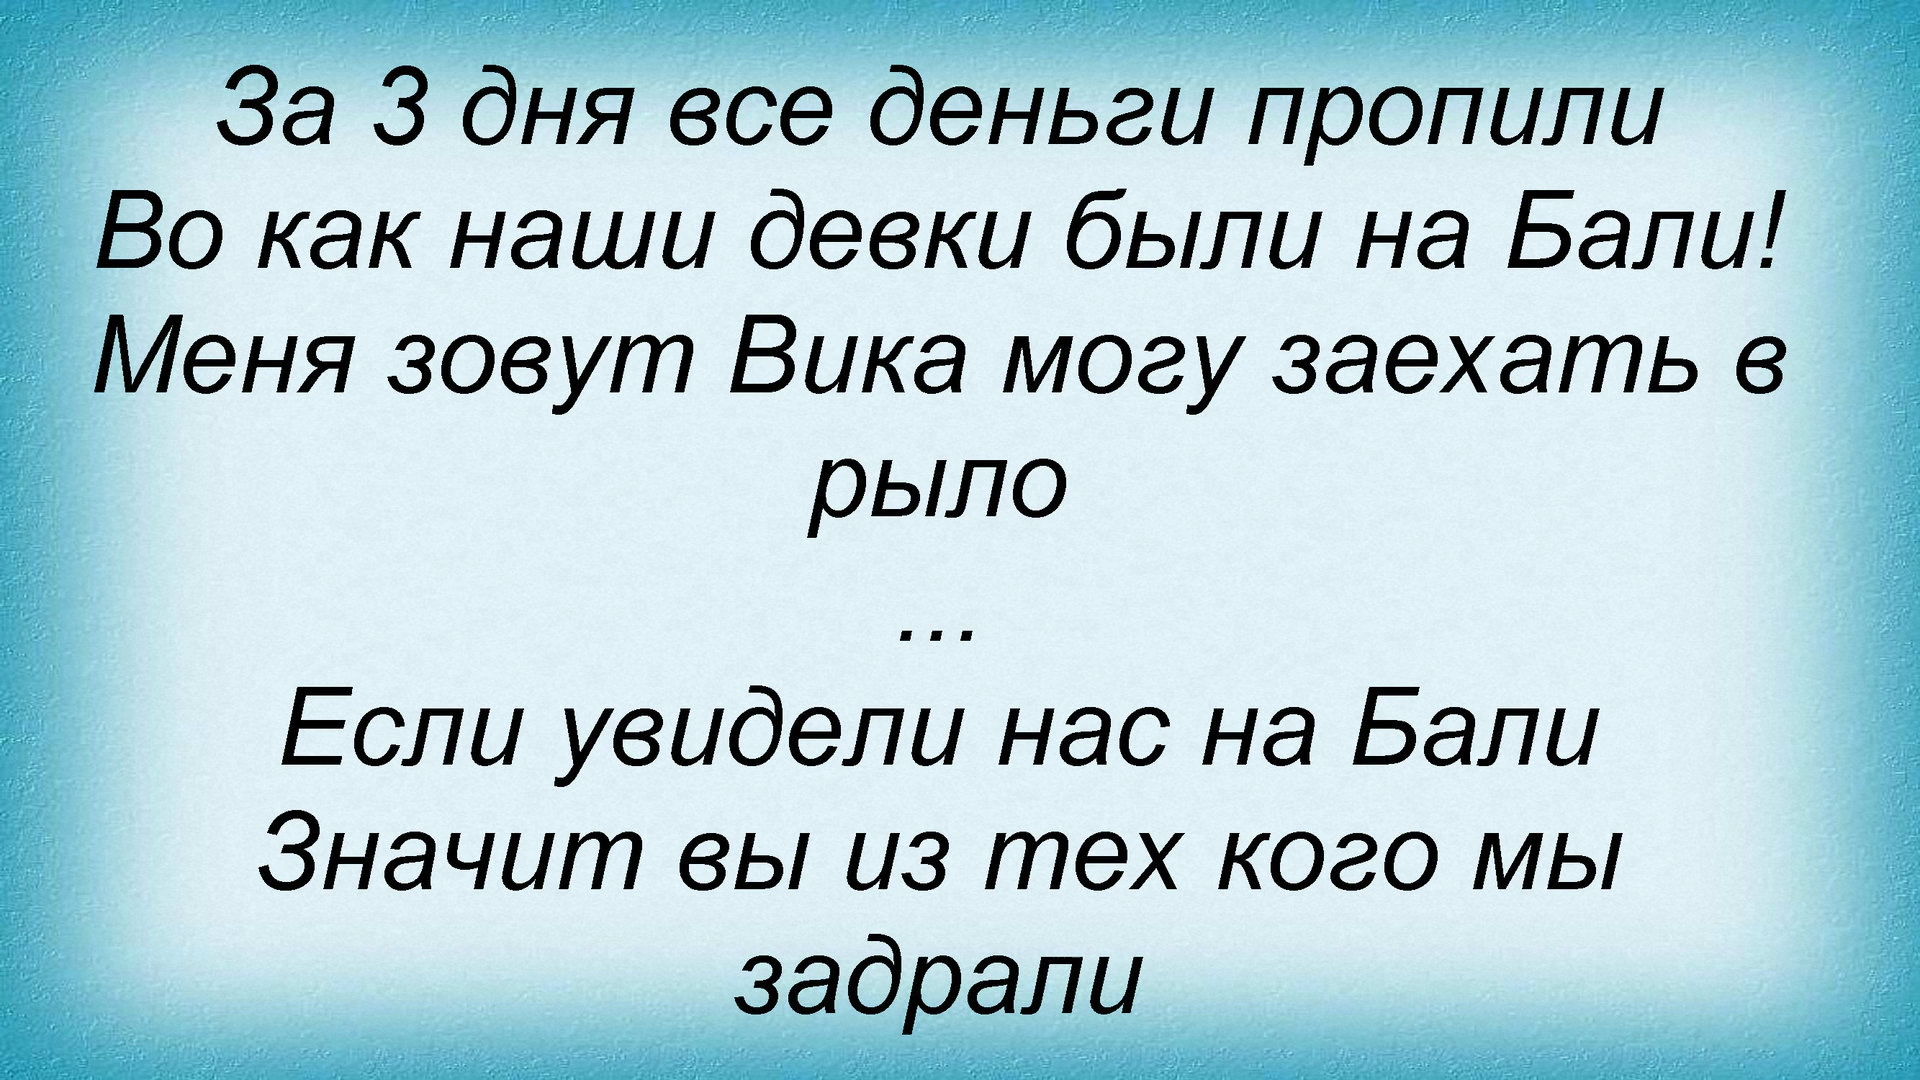 За 3 дня все деньги пропили
Во как наши девки были на Бали!
Меня зовут Вика могу заехать в
рыло
...
Если увидели нас на Бали
Значит вы из тех кого мы
задрали